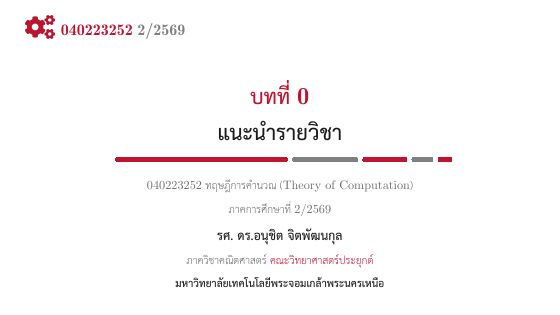 040223252 2/2569
บทที่ 0
แนะนำรายวิชา
040223252 ทฤษฎีการคำนวณ (Theory of Computation)
ภาคการศึกษาที่ 2/2569
รศ. ดร.อนุชิต จิตพัฒนกุล
ภาควิชาคณิตศาสตร์ คณะวิทยาศาสตร์ประยุกต์
มหาวิทยาลัยเทคโนโลยีพระจอมเกล้าพระนครเหนือ